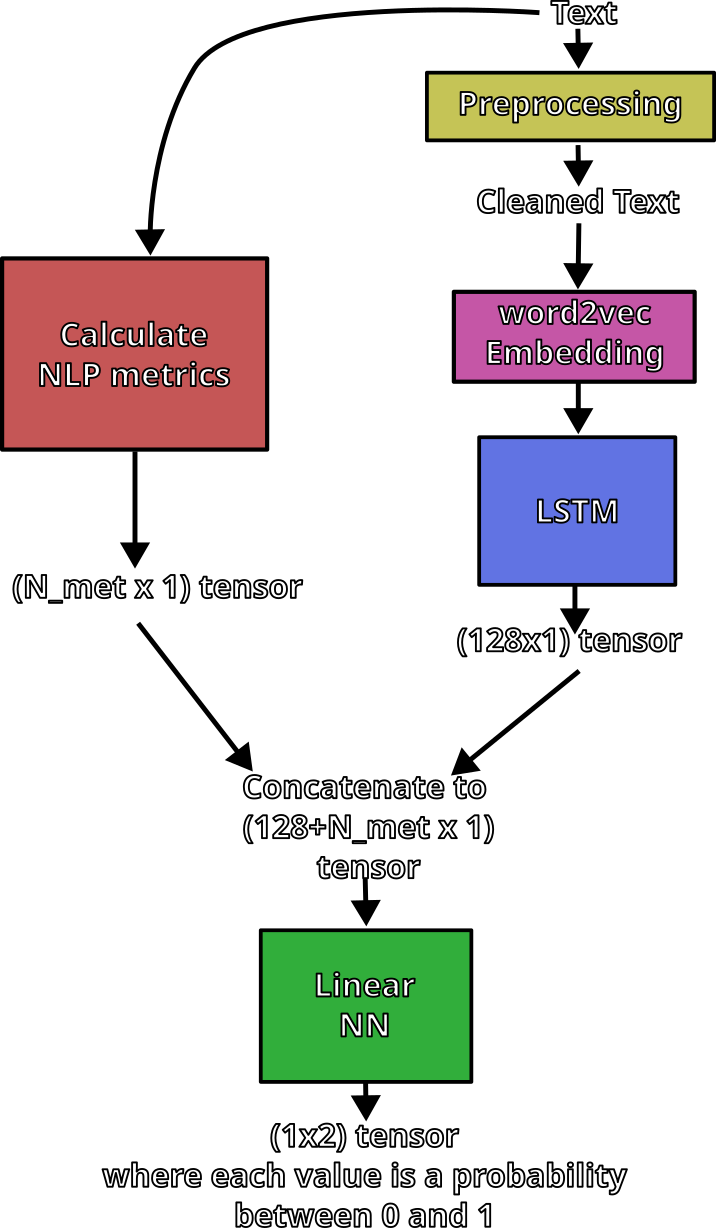 Text
Preprocessing
Cleaned Text
word2vec
Embedding
Calculate
NLP metrics
LSTM
(N_met x 1) tensor
(128x1) tensor
Concatenate to
(128+N_met x 1)
tensor
Linear
NN
(1x2) tensor
where each value is a probability
between 0 and 1